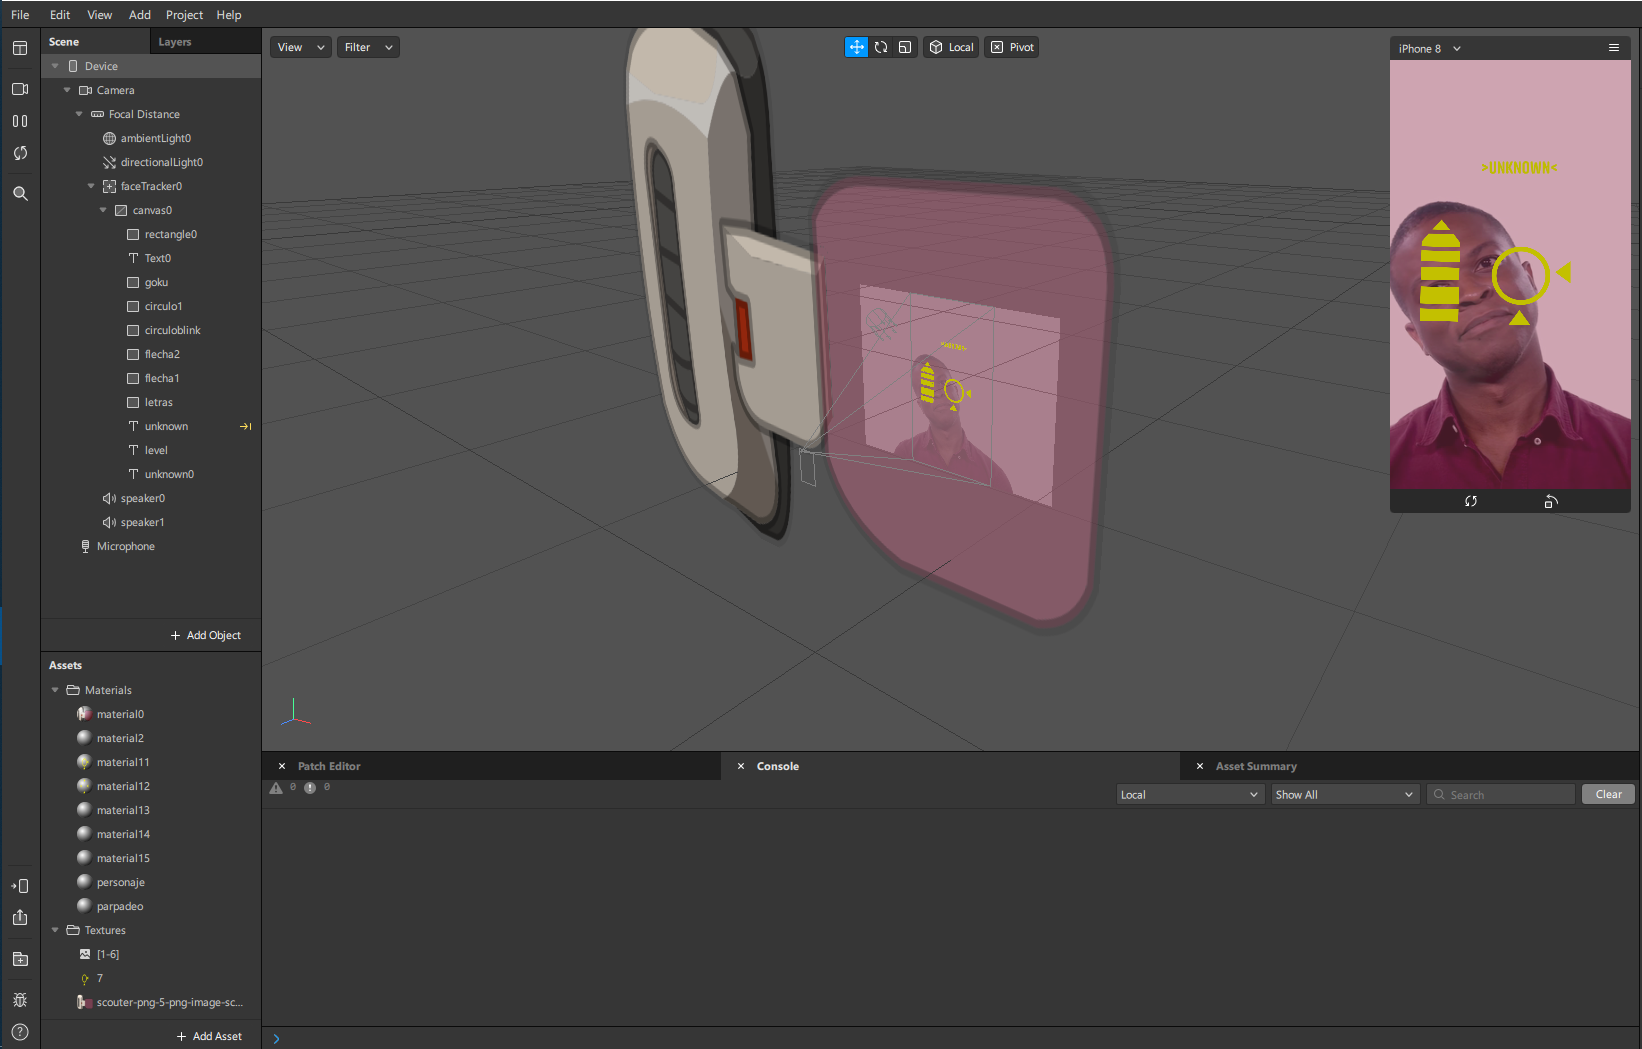 File Edit View Add Project Help
Scene Layers
Device
Camera
Focal Distance
ambientLight0
directionalLight0
faceTracker0
canvas0
rectangle0
Text0
goku
circulo1
circuloblink
flecha2
flecha1
letras
unknown
level
unknown0
speaker0
speaker1
Microphone
+ Add Object
Assets
Materials
material0
material2
material11
material12
material13
material14
material15
personaje
parpadeo
Textures
[1-6]
7
scouter-png-5-png-image-sc...
+ Add Asset
View Filter Local Pivot
iPhone 8
>UNKNOWN<
Patch Editor Console Asset Summary
0 0
Local Show All Search Clear